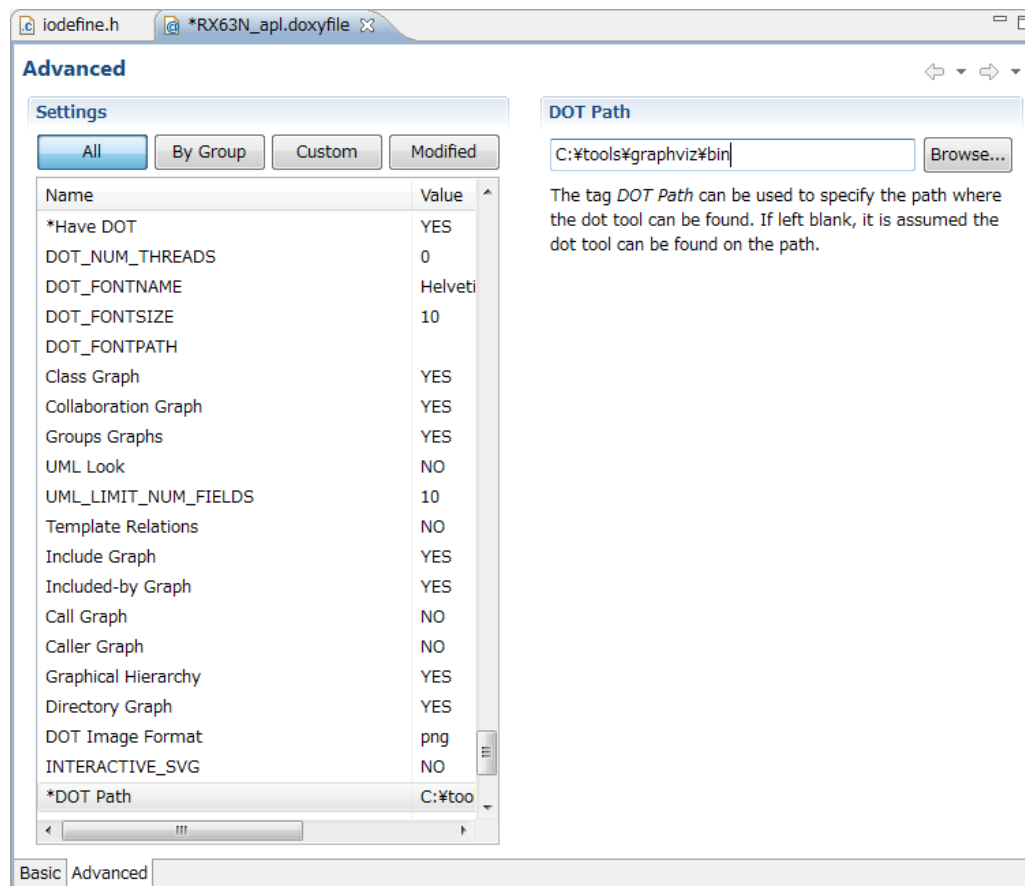 iodefine.h
*RX63N_apl.doxyfile
Advanced
Settings
All By Group Custom Modified
Name Value
*Have DOT YES
DOT_NUM_THREADS 0
DOT_FONTNAME Helveti
DOT_FONTSIZE 10
DOT_FONTPATH
Class Graph YES
Collaboration Graph YES
Groups Graphs YES
UML Look NO
UML_LIMIT_NUM_FIELDS 10
Template Relations NO
Include Graph YES
Included-by Graph YES
Call Graph NO
Caller Graph NO
Graphical Hierarchy YES
Directory Graph YES
DOT Image Format png
INTERACTIVE_SVG NO
*DOT Path C:¥too
DOT Path
C:¥tools¥graphviz¥bin Browse...
The tag DOT Path can be used to specify the path where
the dot tool can be found. If left blank, it is assumed the
dot tool can be found on the path.
Basic Advanced